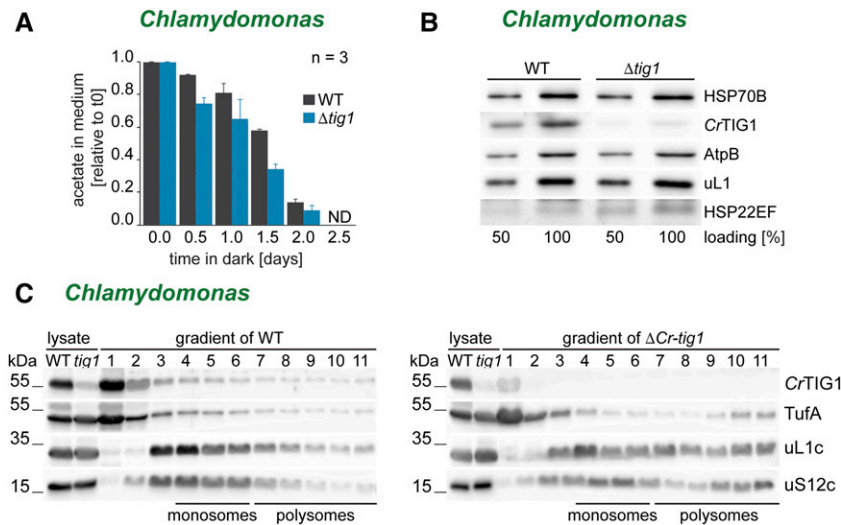 A
Chlamydomonas
n = 3
WT
Δtig1
acetate in medium
[relative to t0]
1.0
0.8
0.6
0.4
0.2
0.0
ND
0.0 0.5 1.0 1.5 2.0 2.5
time in dark [days]
B
Chlamydomonas
WT Δtig1
HSP70B
CrTIG1
AtpB
uL1
HSP22EF
50 100 50 100 loading [%]
C
Chlamydomonas
lysate gradient of WT
kDa WT tig1 1 2 3 4 5 6 7 8 9 10 11
55
55
35
15
monosomes polysomes
lysate gradient of ΔCr-tig1
kDa WT tig1 1 2 3 4 5 6 7 8 9 10 11
55 CrTIG1
55 TufA
35 uL1c
15 uS12c
monosomes polysomes